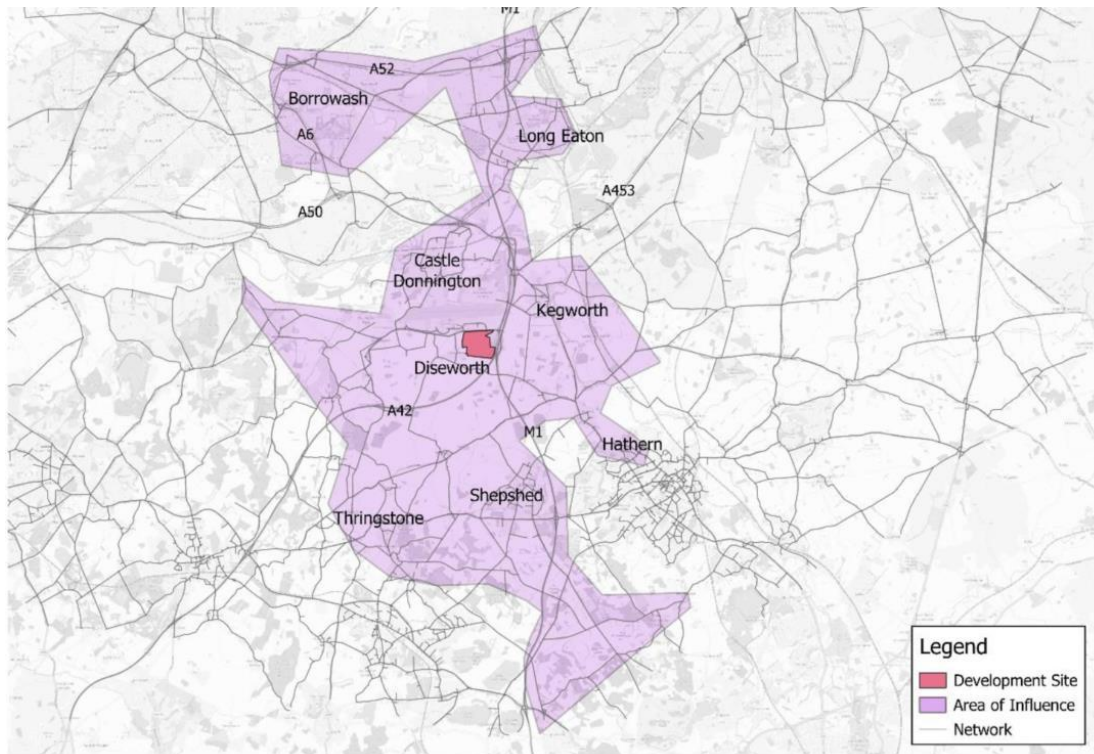 M1
A52
Borrowash
A6
Long Eaton
A50
A453
Castle
Donnington
Kegworth
Diseworth
A42
M1
Hathern
Shepshed
Thringstone
Legend
Development Site
Area of Influence
Network